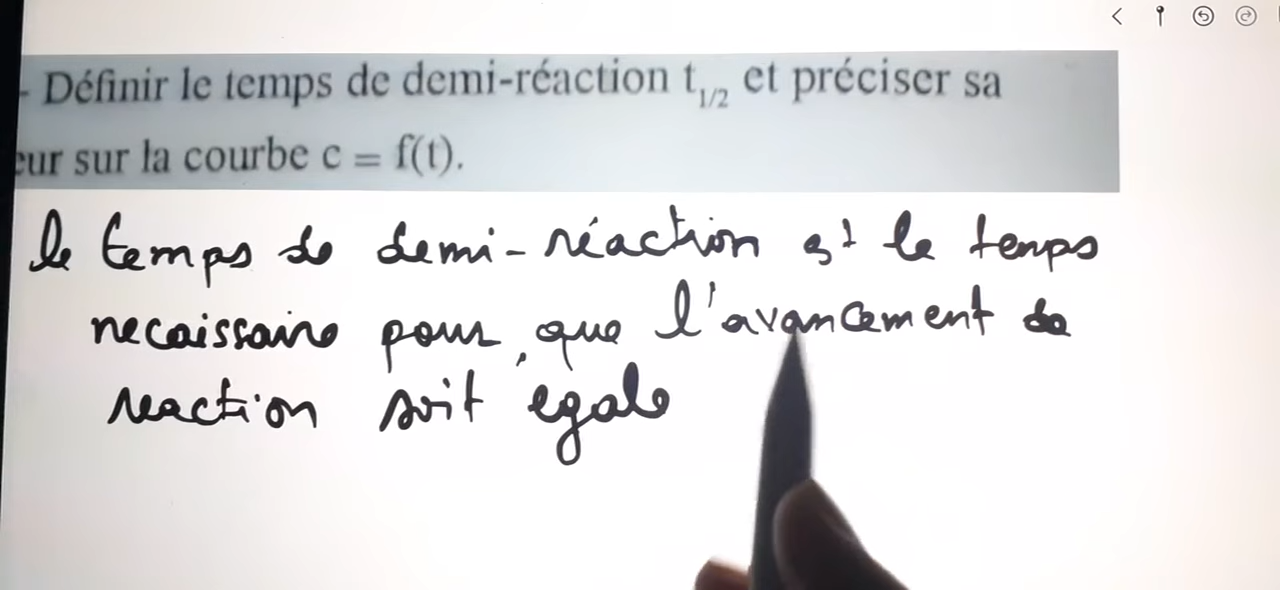 - Définir le temps de demi-réaction t1/2 et préciser sa
eur sur la courbe c = f(t).
le temps de demi-réaction est le temps
necaissaire pour que l'avancement de
reaction soit egale